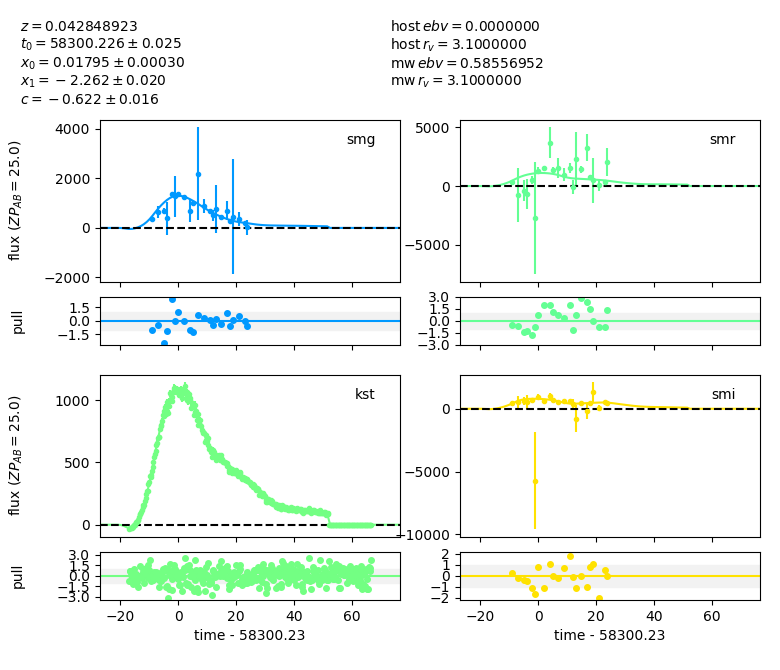 z = 0.042848923
t₀ = 58300.226 ± 0.025
x₀ = 0.01795 ± 0.00030
x₁ = −2.262 ± 0.020
c = −0.622 ± 0.016
host ebv = 0.0000000
host r_v = 3.1000000
mw ebv = 0.58556952
mw r_v = 3.1000000
flux (ZP_AB = 25.0)
4000
2000
0
−2000
smg
5000
0
−5000
smr
pull
1.5
0.0
−1.5
3.0
1.5
0.0
−1.5
−3.0
flux (ZP_AB = 25.0)
1000
500
0
kst
0
−5000
−10000
smi
pull
3.0
1.5
0.0
−1.5
−3.0
2
1
0
−1
−2
−20 0 20 40 60
−20 0 20 40 60
time - 58300.23
time - 58300.23